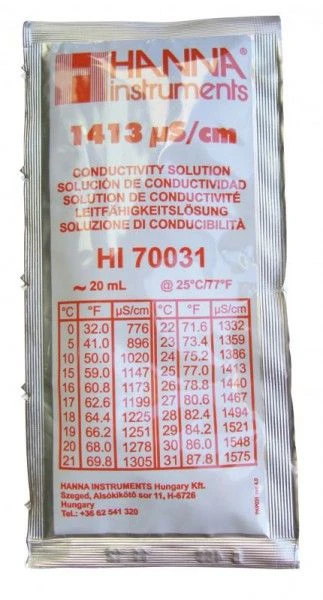 HANNA
instruments
1413 µS/cm
CONDUCTIVITY SOLUTION
SOLUCIÓN DE CONDUCTIVIDAD
SOLUTION DE CONDUCTIVITÉ
LEITFÄHIGKEITSLÖSUNG
SOLUZIONE DI CONDUCIBILITÀ
HI 70031
~ 20 mL @ 25°C/77°F
°C °F µS/cm °C °F µS/cm
0 32.0 776 22 71.6 1332
5 41.0 896 23 73.4 1359
10 50.0 1020 24 75.2 1386
15 59.0 1147 25 77.0 1413
16 60.8 1173 26 78.8 1440
17 62.6 1199 27 80.6 1467
18 64.4 1225 28 82.4 1494
19 66.2 1251 29 84.2 1521
20 68.0 1278 30 86.0 1548
21 69.8 1305 31 87.8 1575
HANNA INSTRUMENTS Hungary Kft.
Szeged, Alsókikötő sor 11, H-6726
Hungary
Tel.: +36 62 541 320